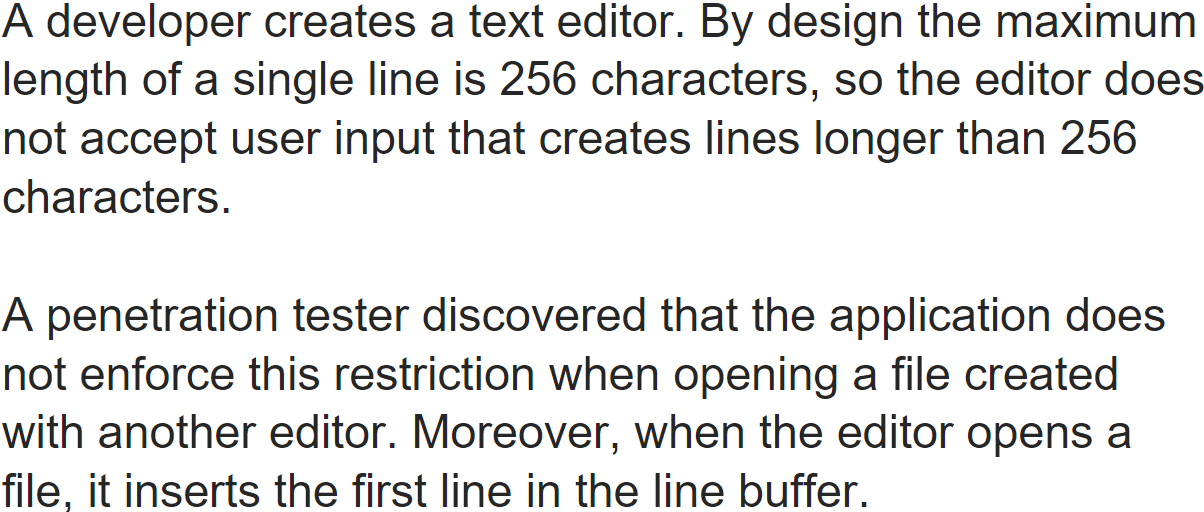 A developer creates a text editor. By design the maximum
length of a single line is 256 characters, so the editor does
not accept user input that creates lines longer than 256
characters.
A penetration tester discovered that the application does
not enforce this restriction when opening a file created
with another editor. Moreover, when the editor opens a
file, it inserts the first line in the line buffer.